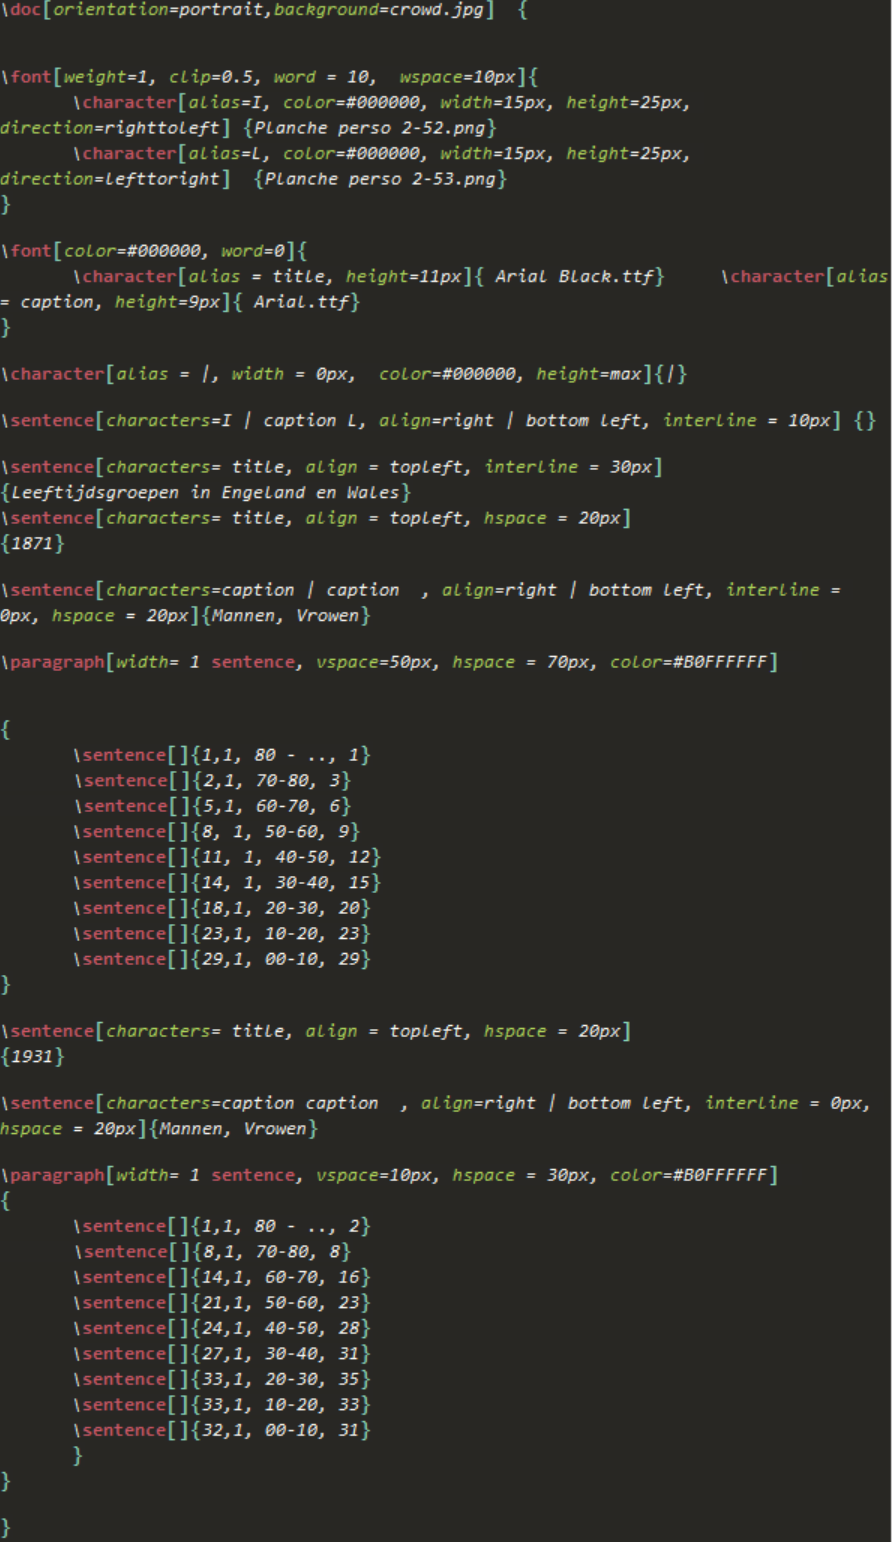 \doc[orientation=portrait,background=crowd.jpg]  {
\font[weight=1, clip=0.5, word = 10,  wspace=10px]{
\character[alias=I, color=#000000, width=15px, height=25px,
direction=righttoleft] {Planche perso 2-52.png}
\character[alias=L, color=#000000, width=15px, height=25px,
direction=lefttoright]  {Planche perso 2-53.png}
}
\font[color=#000000, word=0]{
\character[alias = title, height=11px]{ Arial Black.ttf}     \character[alias
= caption, height=9px]{ Arial.ttf}
}
\character[alias = |, width = 0px,  color=#000000, height=max]{|}
\sentence[characters=I | caption L, align=right | bottom left, interline = 10px] {}
\sentence[characters= title, align = topleft, interline = 30px]
{Leeftijdsgroepen in Engeland en Wales}
\sentence[characters= title, align = topleft, hspace = 20px]
{1871}
\sentence[characters=caption | caption  , align=right | bottom left, interline =
0px, hspace = 20px]{Mannen, Vrowen}
\paragraph[width= 1 sentence, vspace=50px, hspace = 70px, color=#B0FFFFFF]
{
\sentence[]{1,1, 80 - .., 1}
\sentence[]{2,1, 70-80, 3}
\sentence[]{5,1, 60-70, 6}
\sentence[]{8, 1, 50-60, 9}
\sentence[]{11, 1, 40-50, 12}
\sentence[]{14, 1, 30-40, 15}
\sentence[]{18,1, 20-30, 20}
\sentence[]{23,1, 10-20, 23}
\sentence[]{29,1, 00-10, 29}
}
\sentence[characters= title, align = topleft, hspace = 20px]
{1931}
\sentence[characters=caption caption  , align=right | bottom left, interline = 0px,
hspace = 20px]{Mannen, Vrowen}
\paragraph[width= 1 sentence, vspace=10px, hspace = 30px, color=#B0FFFFFF]
{
\sentence[]{1,1, 80 - .., 2}
\sentence[]{8,1, 70-80, 8}
\sentence[]{14,1, 60-70, 16}
\sentence[]{21,1, 50-60, 23}
\sentence[]{24,1, 40-50, 28}
\sentence[]{27,1, 30-40, 31}
\sentence[]{33,1, 20-30, 35}
\sentence[]{33,1, 10-20, 33}
\sentence[]{32,1, 00-10, 31}
}
}
}